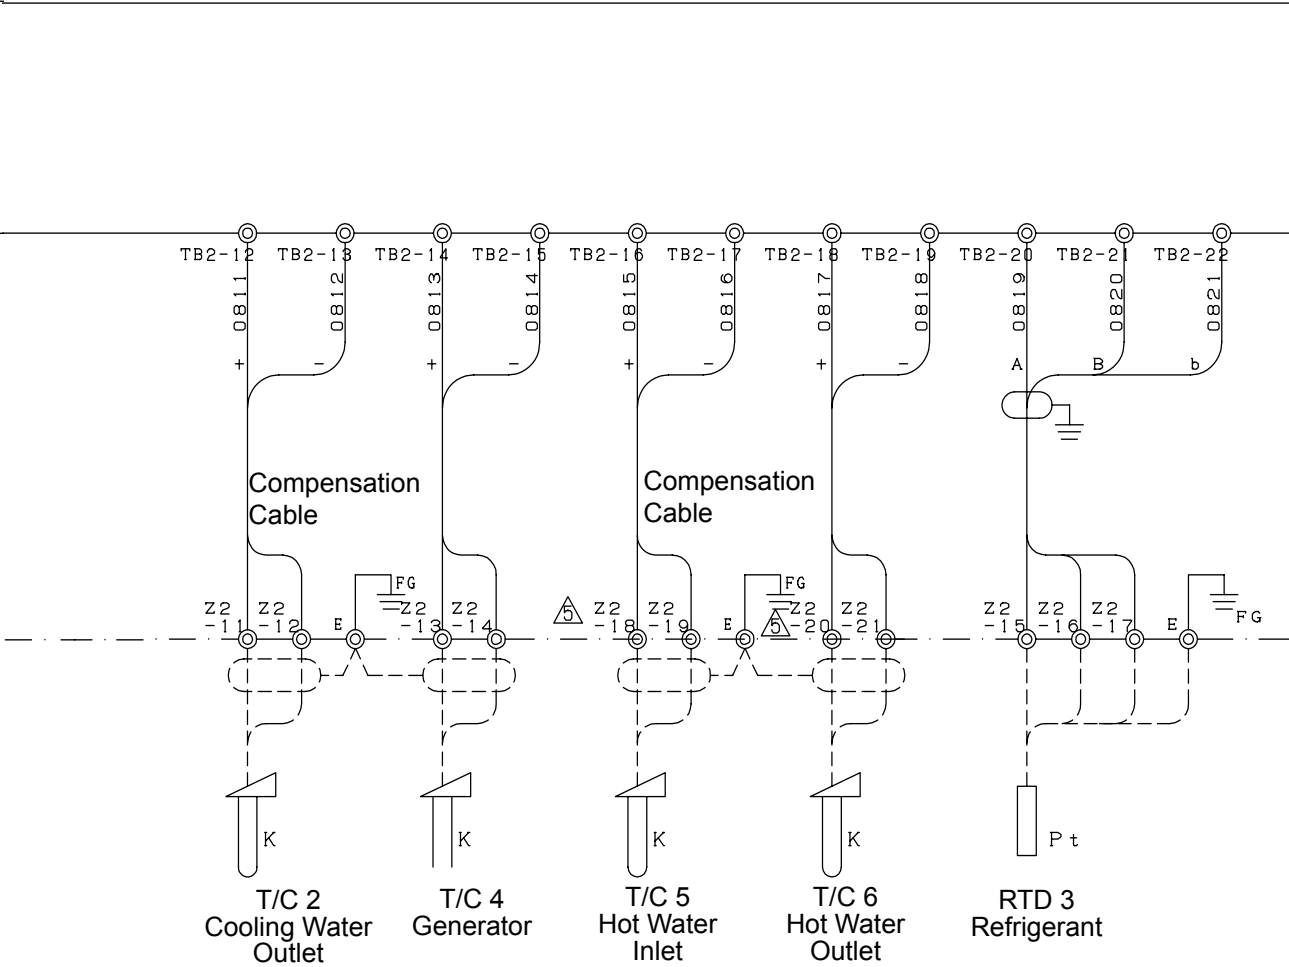 TB2-12 TB2-13 TB2-14 TB2-15 TB2-16 TB2-17 TB2-18 TB2-19 TB2-20 TB2-21 TB2-22
0811 0812 0813 0814 0815 0816 0817 0818 0819 0820 0821
+ - + - + - + - A B b
Compensation
Cable
Compensation
Cable
FG FG
Z2 Z2 Z2 Z2 5 Z2 Z2 Z2 Z2 Z2 Z2 Z2 FG
-11 -12 E -13 -14 -18 -19 E 5 -20 -21 -15 -16 -17 E
K K K K Pt
T/C 2
Cooling Water
Outlet
T/C 4
Generator
T/C 5
Hot Water
Inlet
T/C 6
Hot Water
Outlet
RTD 3
Refrigerant